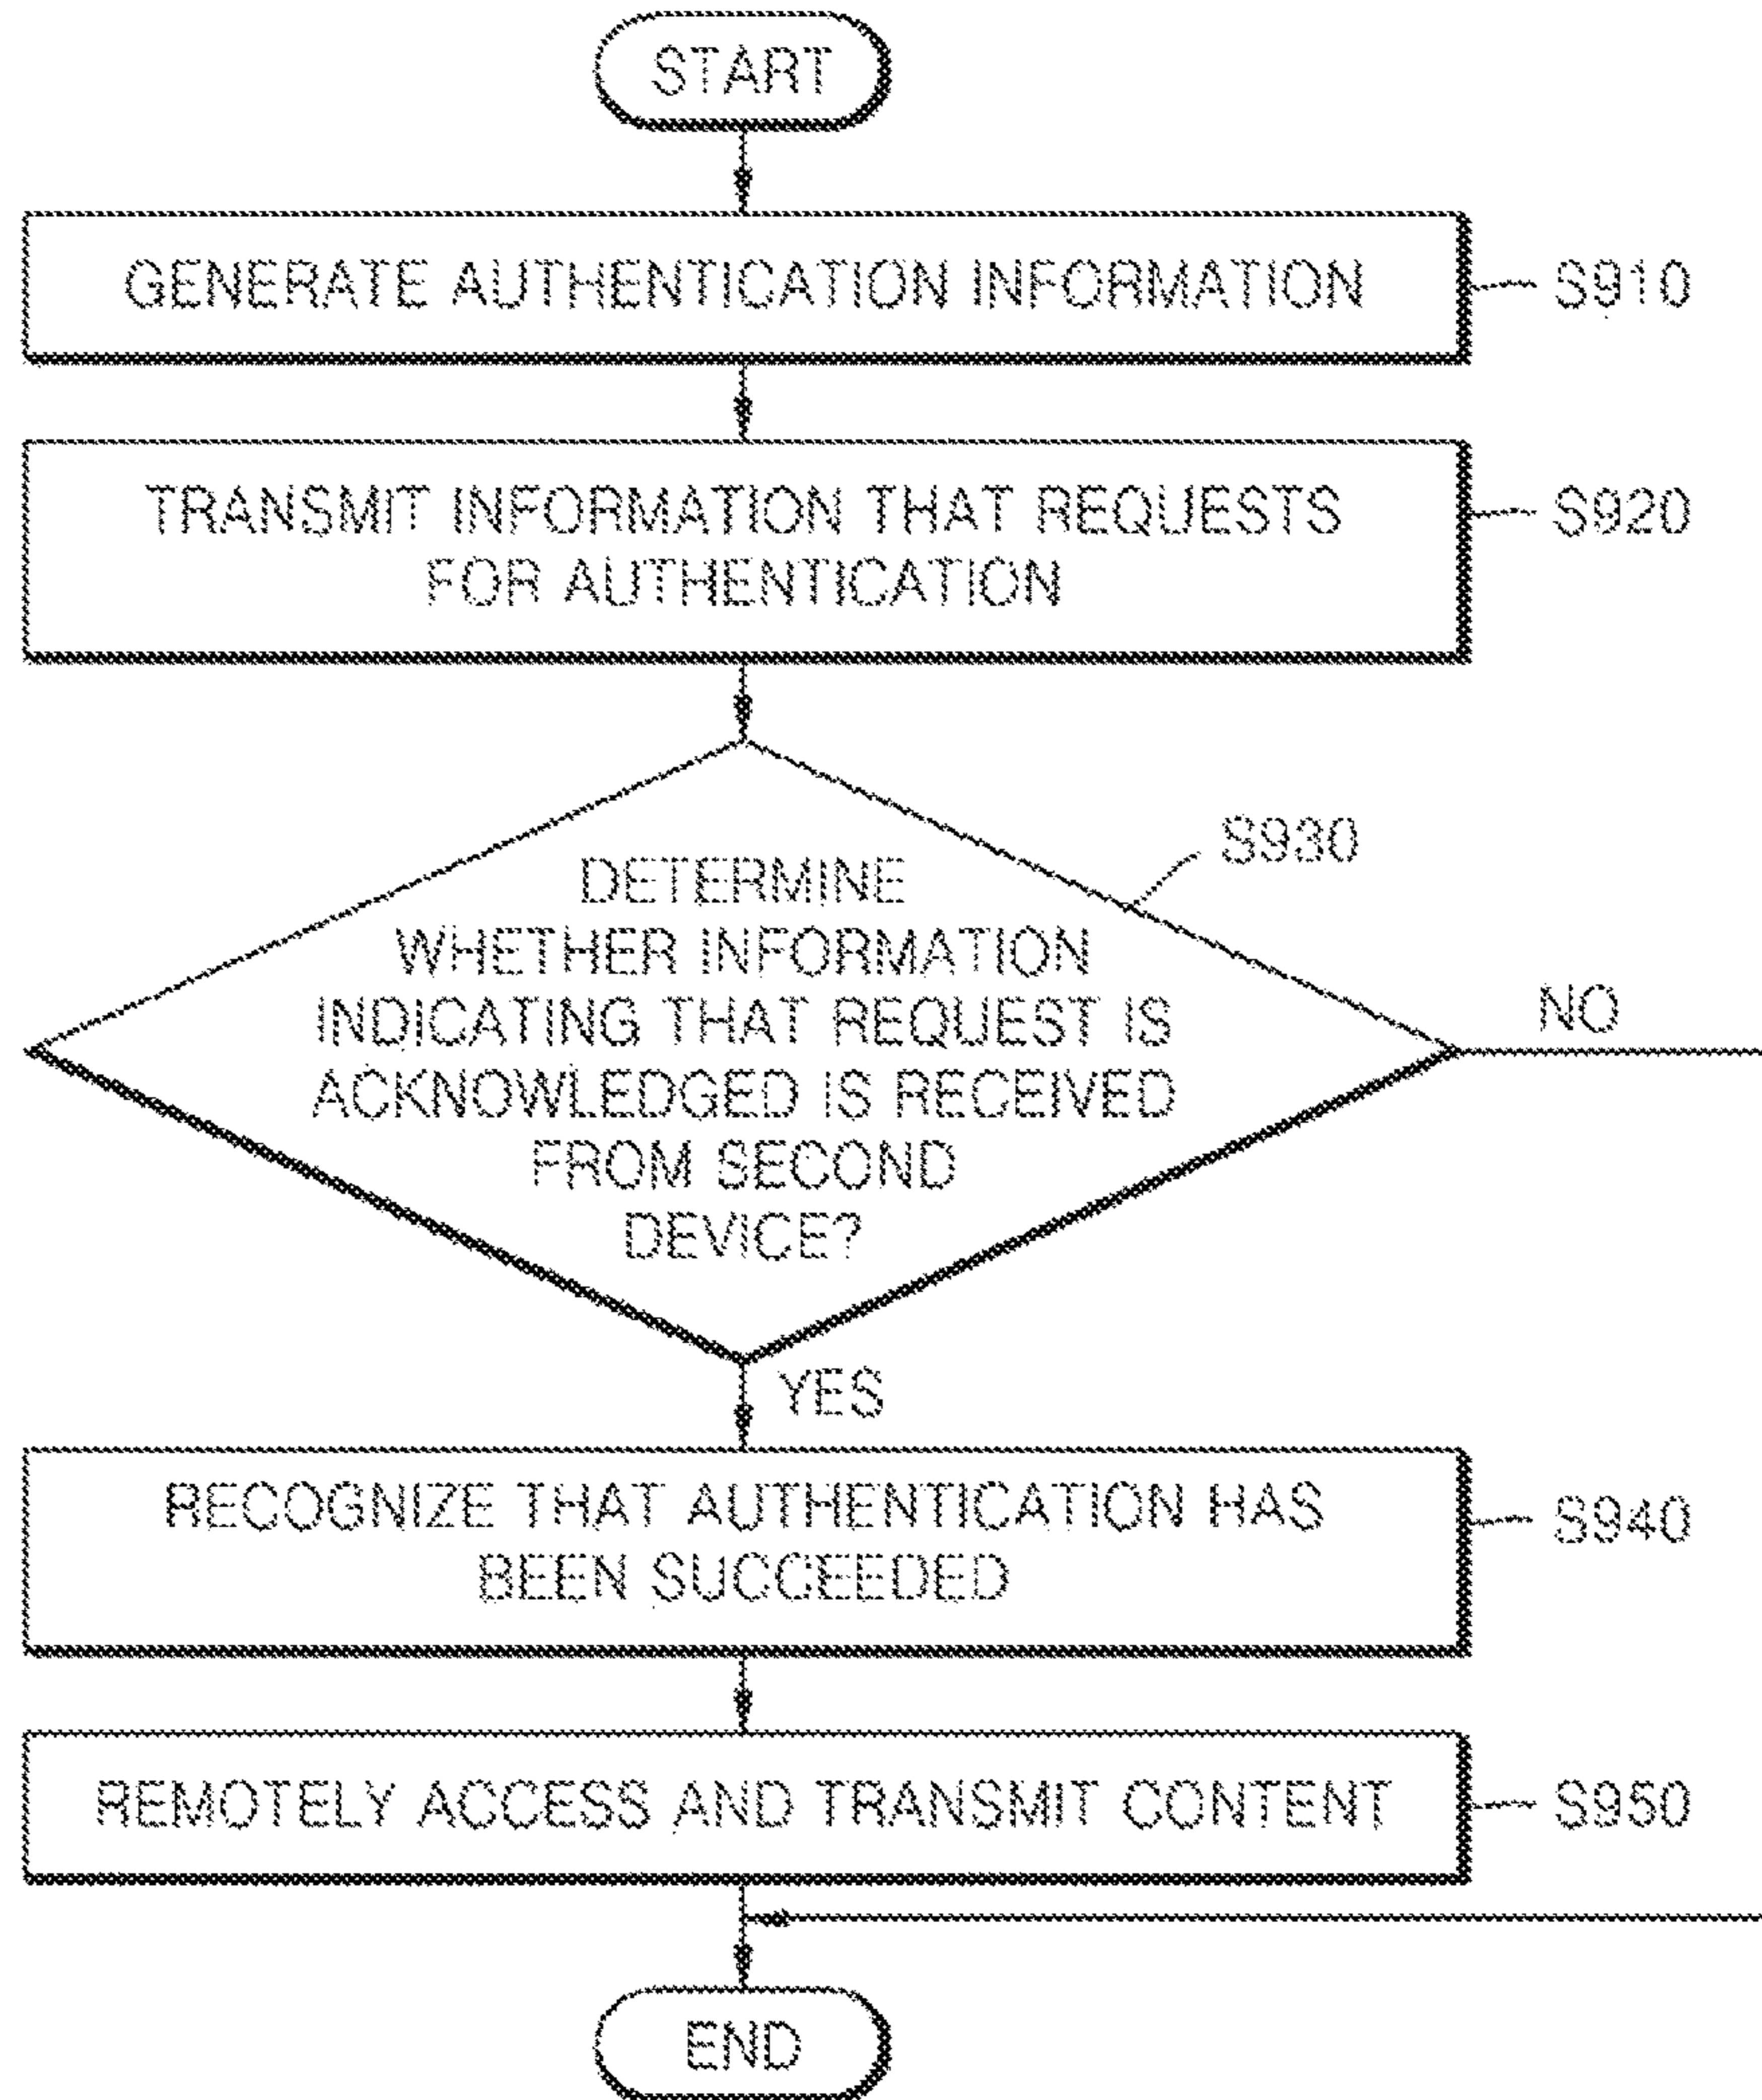 START
GENERATE AUTHENTICATION INFORMATION
S910
TRANSMIT INFORMATION THAT REQUESTS
FOR AUTHENTICATION
S920
S930
DETERMINE
WHETHER INFORMATION
INDICATING THAT REQUEST IS
ACKNOWLEDGED IS RECEIVED
FROM SECOND
DEVICE?
NO
YES
RECOGNIZE THAT AUTHENTICATION HAS
BEEN SUCCEEDED
S940
REMOTELY ACCESS AND TRANSMIT CONTENT
S950
END